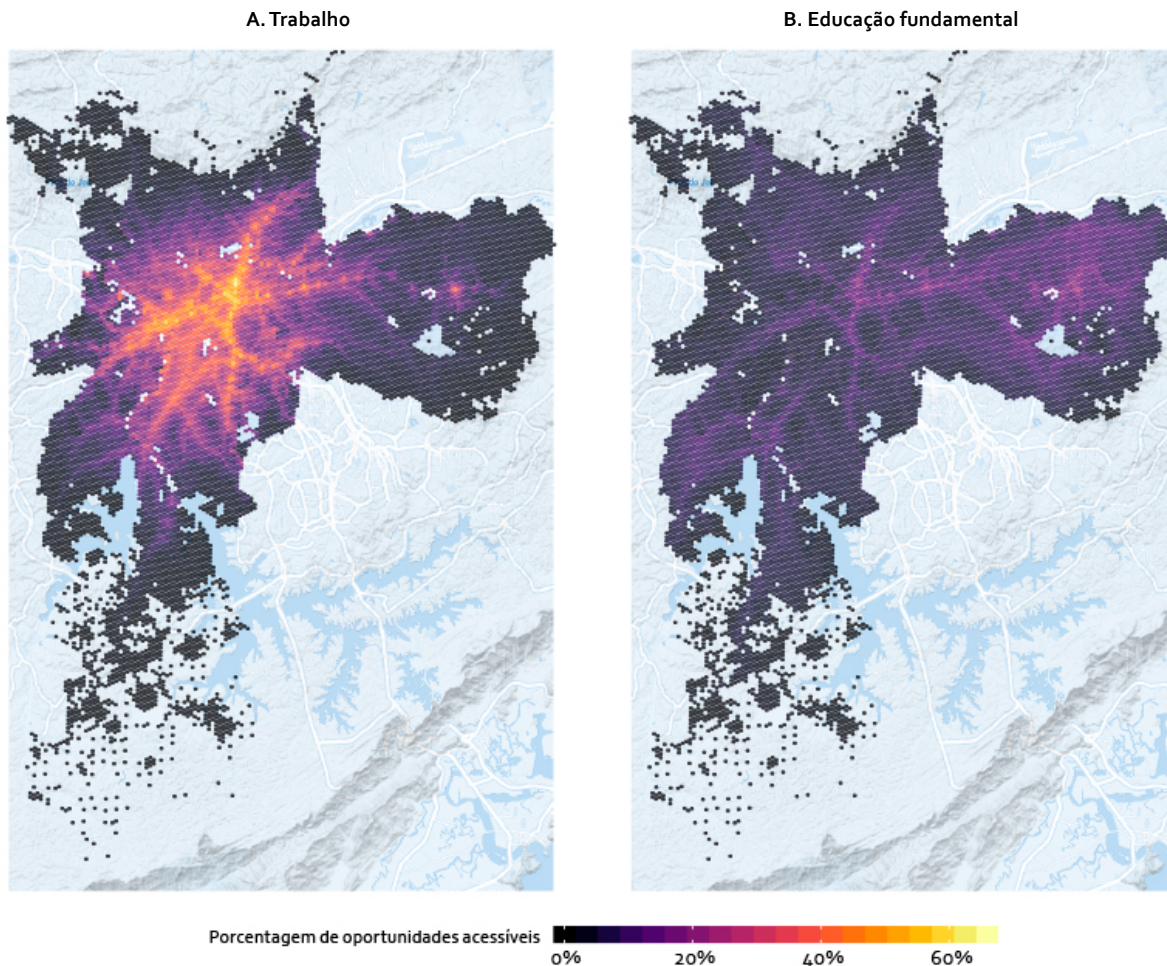 A. Trabalho
B. Educação fundamental
Porcentagem de oportunidades acessíveis
0%
20%
40%
60%